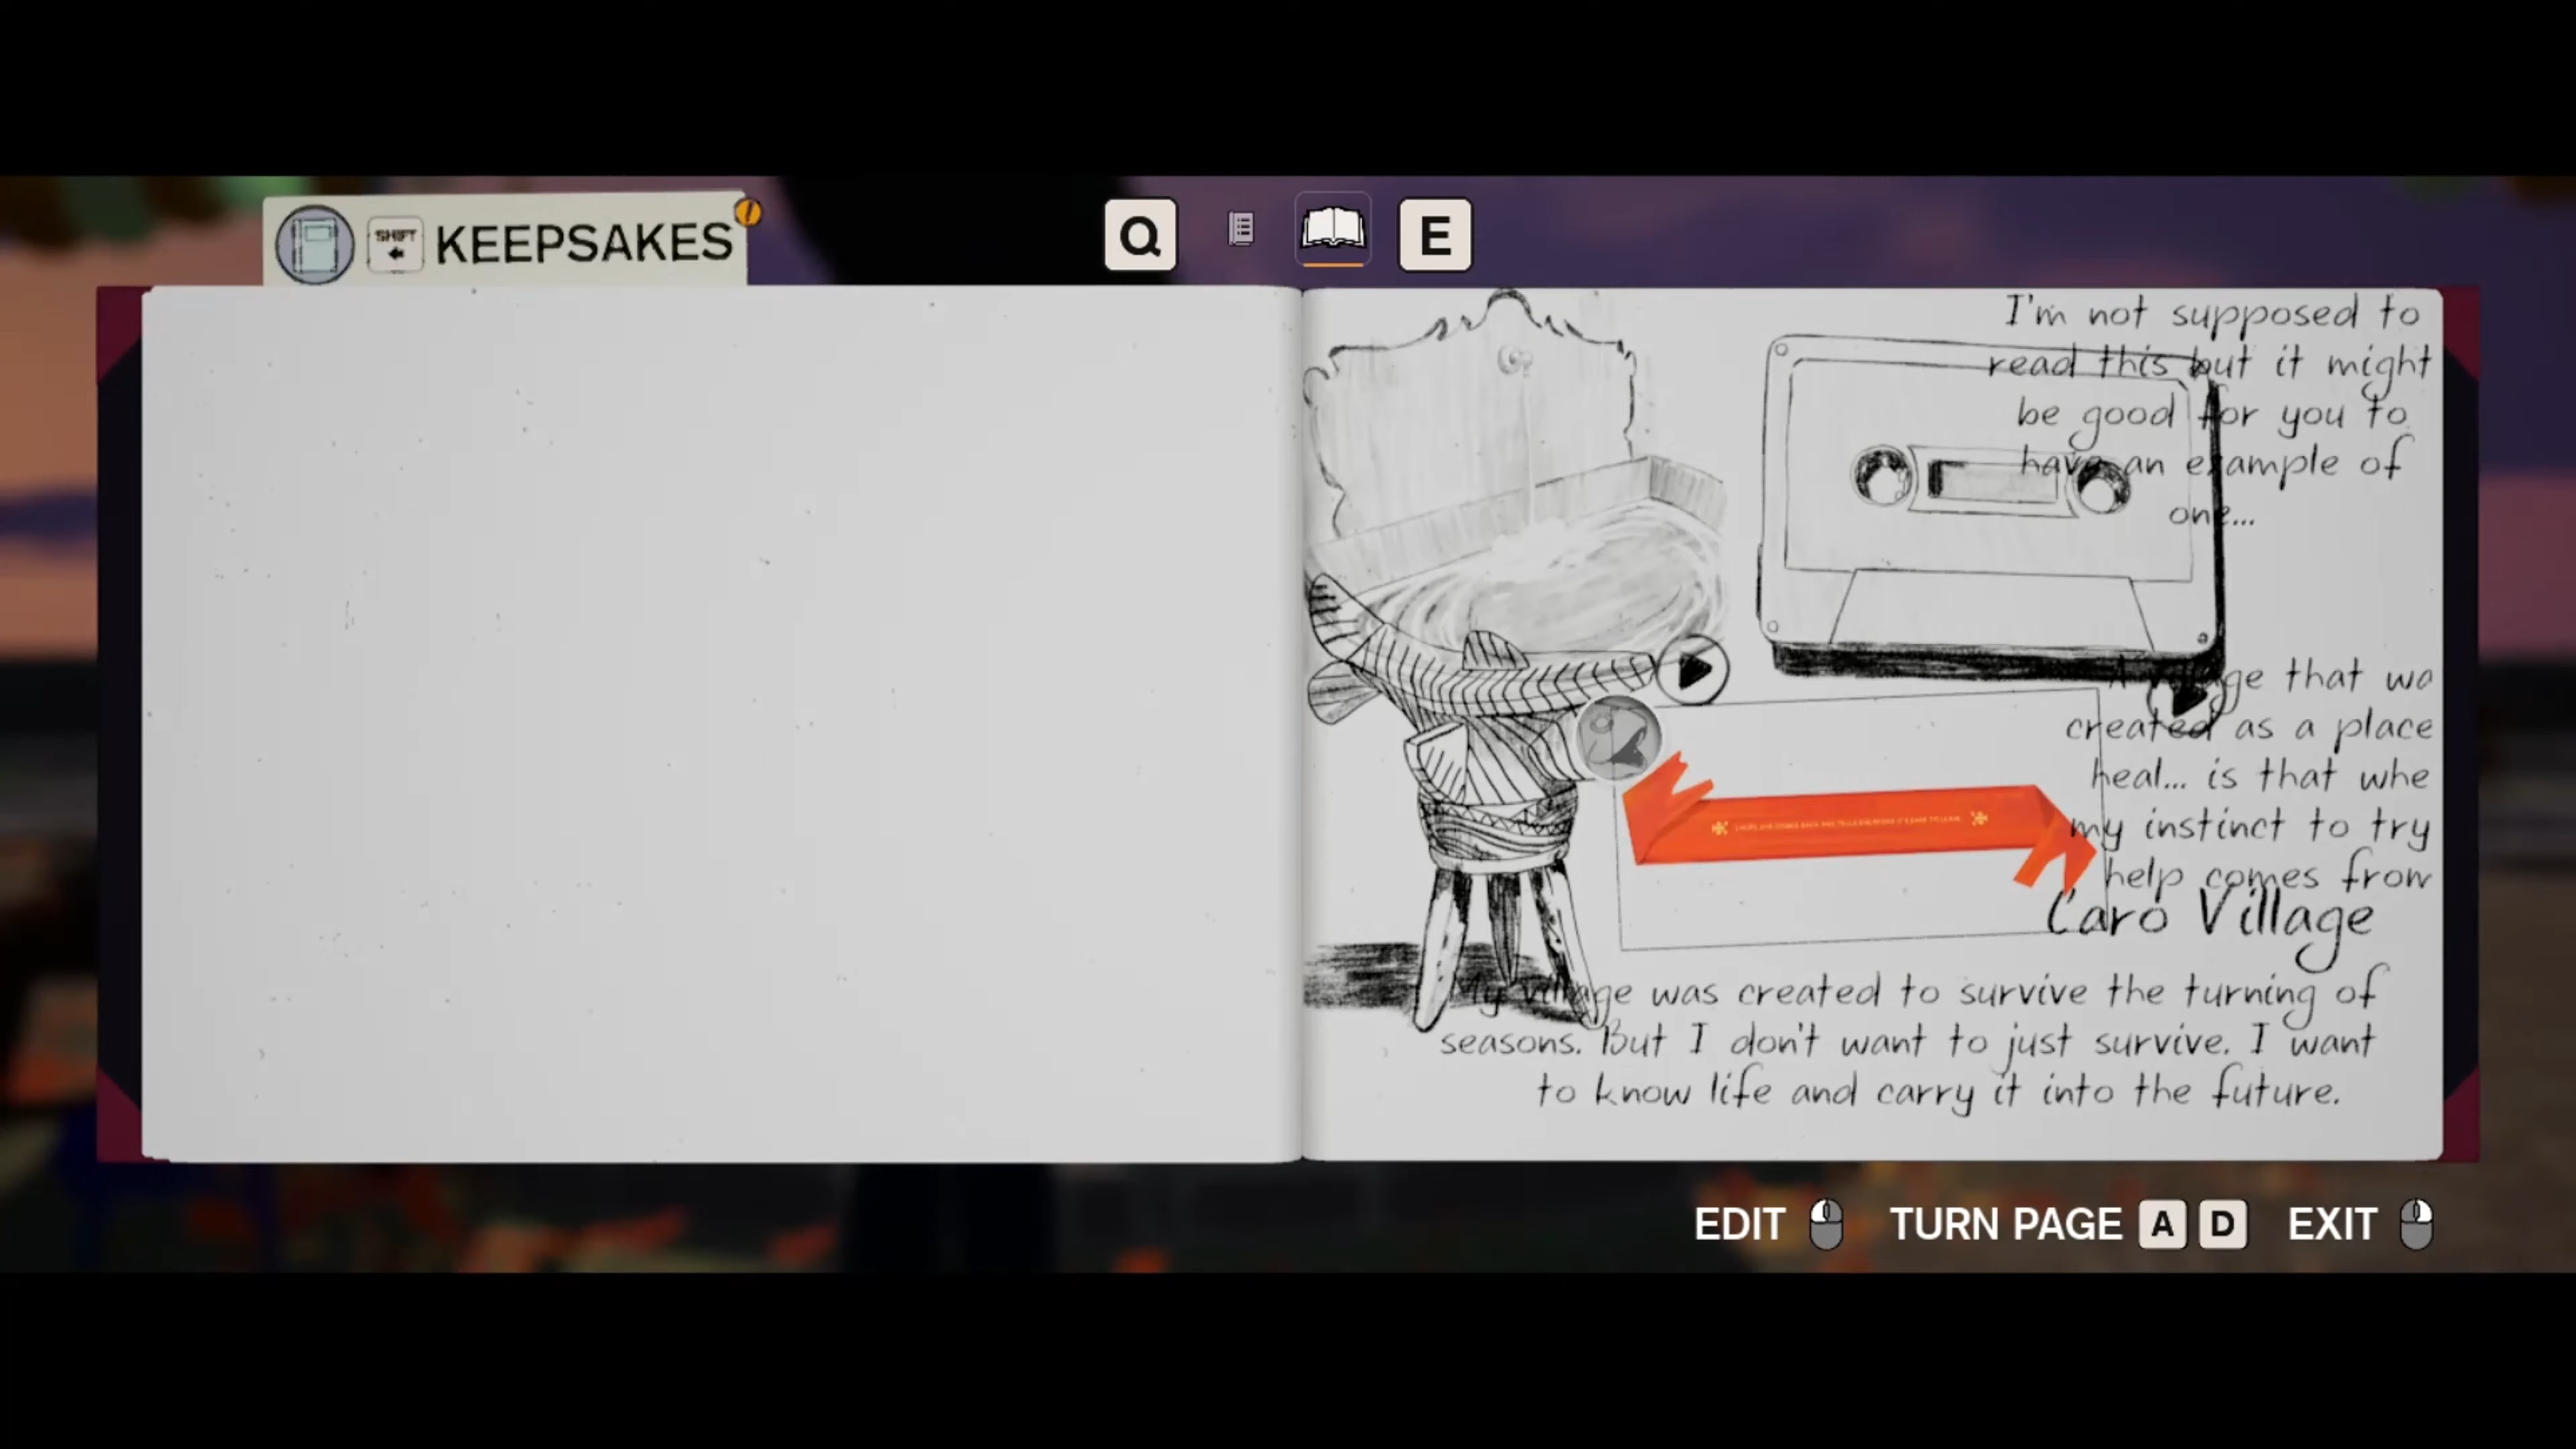 SHIFT
KEEPSAKES
Q
E
I'm not supposed to
read this but it might
be good for you to
have an example of
one...
A village that wa
created as a place
heal... is that whe
my instinct to try
help comes from
Caro Village
My village was created to survive the turning of
seasons. But I don't want to just survive. I want
to know life and carry it into the future.
EDIT TURN PAGE A D EXIT